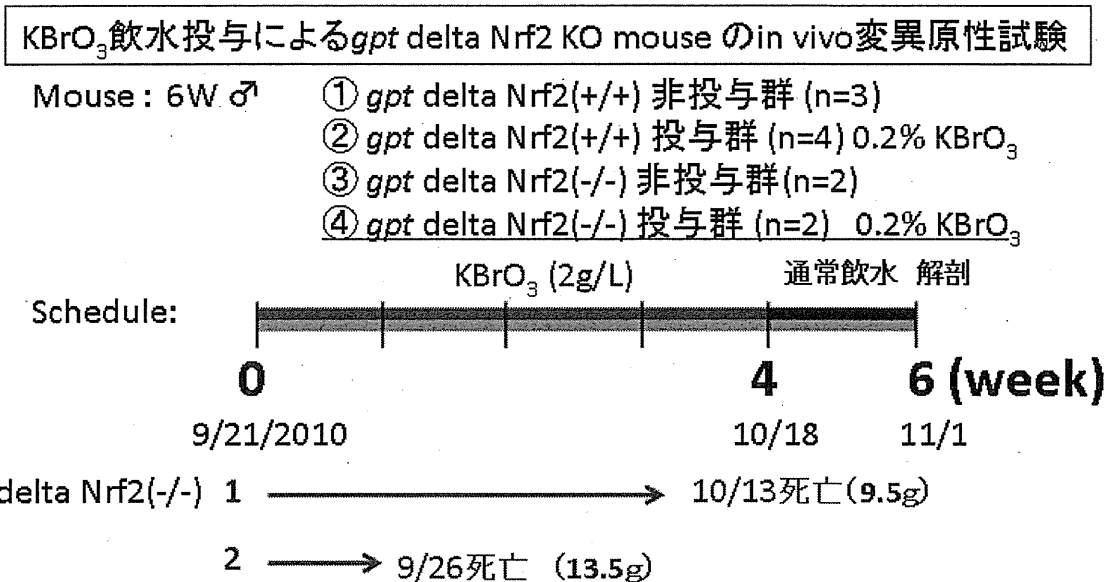 KBrO₃飲水投与によるgpt delta Nrf2 KO mouse のin vivo変異原性試験
Mouse : 6W ♂
① gpt delta Nrf2(+/+) 非投与群 (n=3)
② gpt delta Nrf2(+/+) 投与群 (n=4) 0.2% KBrO₃
③ gpt delta Nrf2(-/-) 非投与群(n=2)
④ gpt delta Nrf2(-/-) 投与群 (n=2) 0.2% KBrO₃
KBrO₃ (2g/L) 通常飲水 解剖
Schedule:
0 4 6 (week)
9/21/2010 10/18 11/1
delta Nrf2(-/-) 1 10/13死亡(9.5g)
2 9/26死亡 (13.5g)